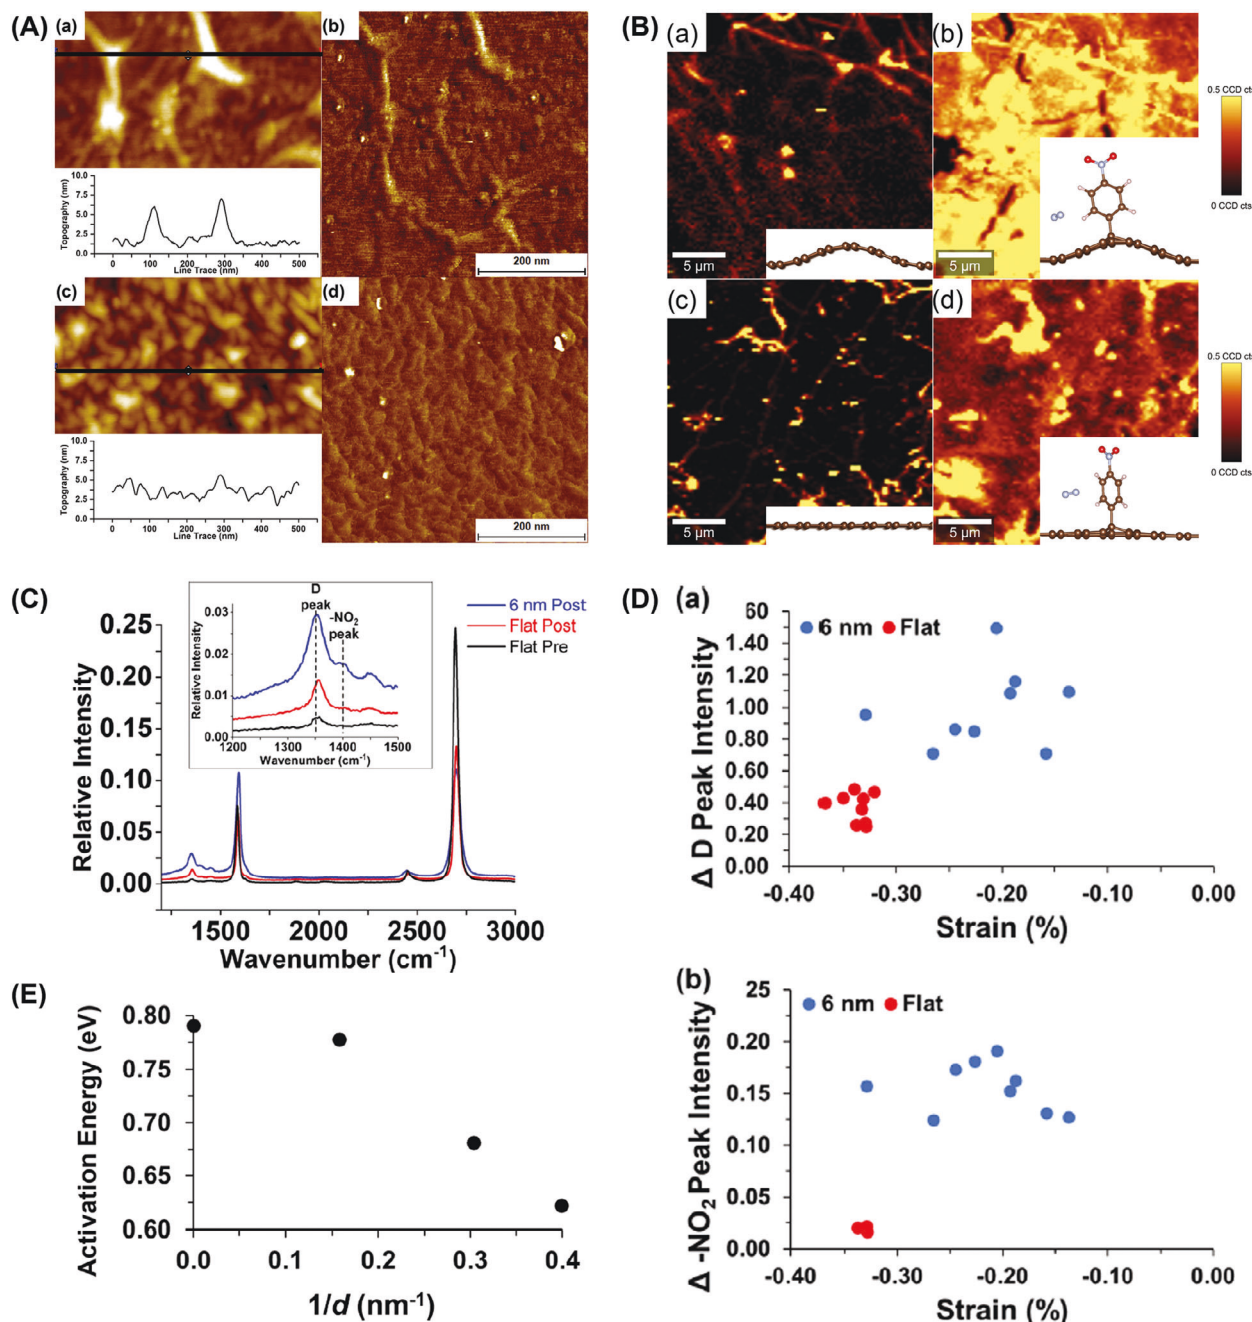 (A)
(a)
(b)
10.0
7.5
5.0
2.5
0.0
Topography (nm)
0 100 200 300 400 500
Line Trace (nm)
200 nm
(c)
(d)
10.0
7.5
5.0
2.5
0.0
Topography (nm)
0 100 200 300 400 500
Line Trace (nm)
200 nm
(B)
(a)
(b)
5 µm
5 µm
0.5 CCD cts
0 CCD cts
(c)
(d)
5 µm
5 µm
0.5 CCD cts
0 CCD cts
(C)
Relative Intensity
0.25
0.20
0.15
0.10
0.05
0.00
1500 2000 2500 3000
Wavenumber (cm-1)
6 nm Post
Flat Post
Flat Pre
D
peak
-NO2
peak
Relative Intensity
0.03
0.02
0.01
0.00
1200 1300 1400 1500
Wavenumber (cm-1)
(D)
(a)
Δ D Peak Intensity
60
1.40
1.20
1.00
0.80
0.60
0.40
0.20
0.00
6 nm Flat
-0.40 -0.30 -0.20 -0.10 0.00
Strain (%)
(b)
Δ -NO2 Peak Intensity
25
0.20
0.15
0.10
0.05
0.00
6 nm Flat
-0.40 -0.30 -0.20 -0.10 0.00
Strain (%)
(E)
Activation Energy (eV)
0.80
0.75
0.70
0.65
0.60
0.0 0.1 0.2 0.3 0.4
1/d (nm-1)